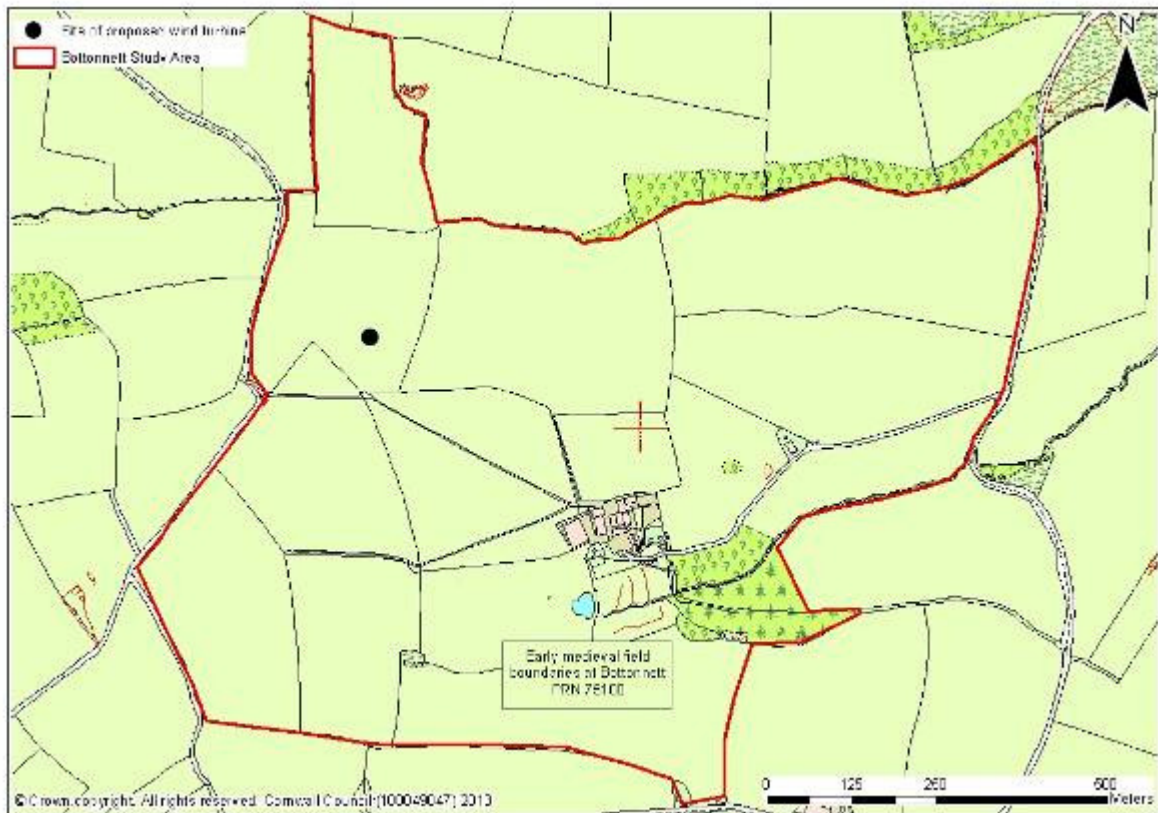 Site of proposed wind turbine
Bottonnett Study Area
N
Early medieval field
boundaries at Bottonnett
PRN
0 125 250 500
Meters
© Crown copyright. All rights reserved. Cornwall Council (100049047) 2013